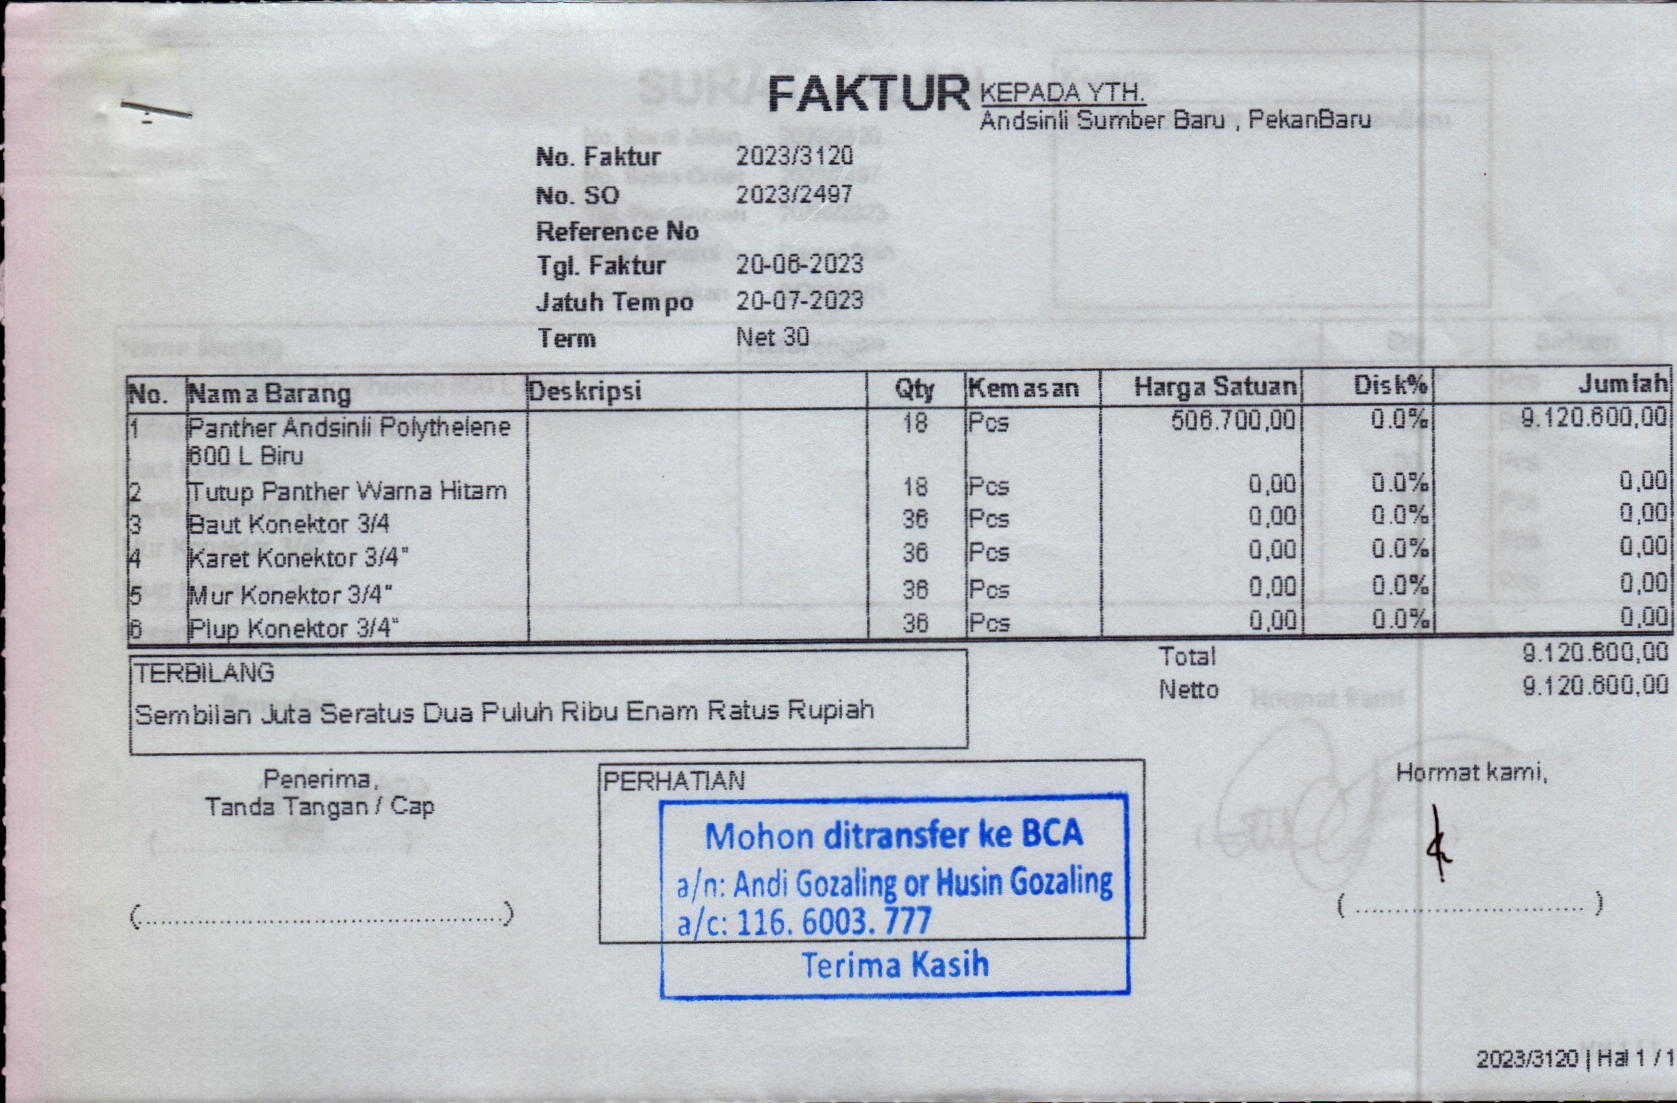 FAKTUR
KEPADA YTH.
Andsinli Sumber Baru , PekanBaru
No. Faktur 2023/3120
No. SO 2023/2497
Reference No
Tgl. Faktur 20-06-2023
Jatuh Tempo 20-07-2023
Term Net 30
No. Nama Barang Deskripsi Qty Kemasan Harga Satuan Disk% Jumlah
1 Panther Andsinli Polythelene 18 Pcs 506.700,00 0.0% 9.120.600,00
600 L Biru
2 Tutup Panther Warna Hitam 18 Pcs 0,00 0.0% 0,00
3 Baut Konektor 3/4 36 Pcs 0,00 0.0% 0,00
4 Karet Konektor 3/4" 36 Pcs 0,00 0.0% 0,00
5 Mur Konektor 3/4" 36 Pcs 0,00 0.0% 0,00
6 Plup Konektor 3/4" 36 Pcs 0,00 0.0% 0,00
Total 9.120.600,00
Netto 9.120.600,00
TERBILANG
Sembilan Juta Seratus Dua Puluh Ribu Enam Ratus Rupiah
Penerima,
Tanda Tangan / Cap
(................................................)
PERHATIAN
Mohon ditransfer ke BCA
a/n: Andi Gozaling or Husin Gozaling
a/c: 116. 6003. 777
Terima Kasih
Hormat kami,
( .............................. )
2023/3120 | Hal 1 / 1